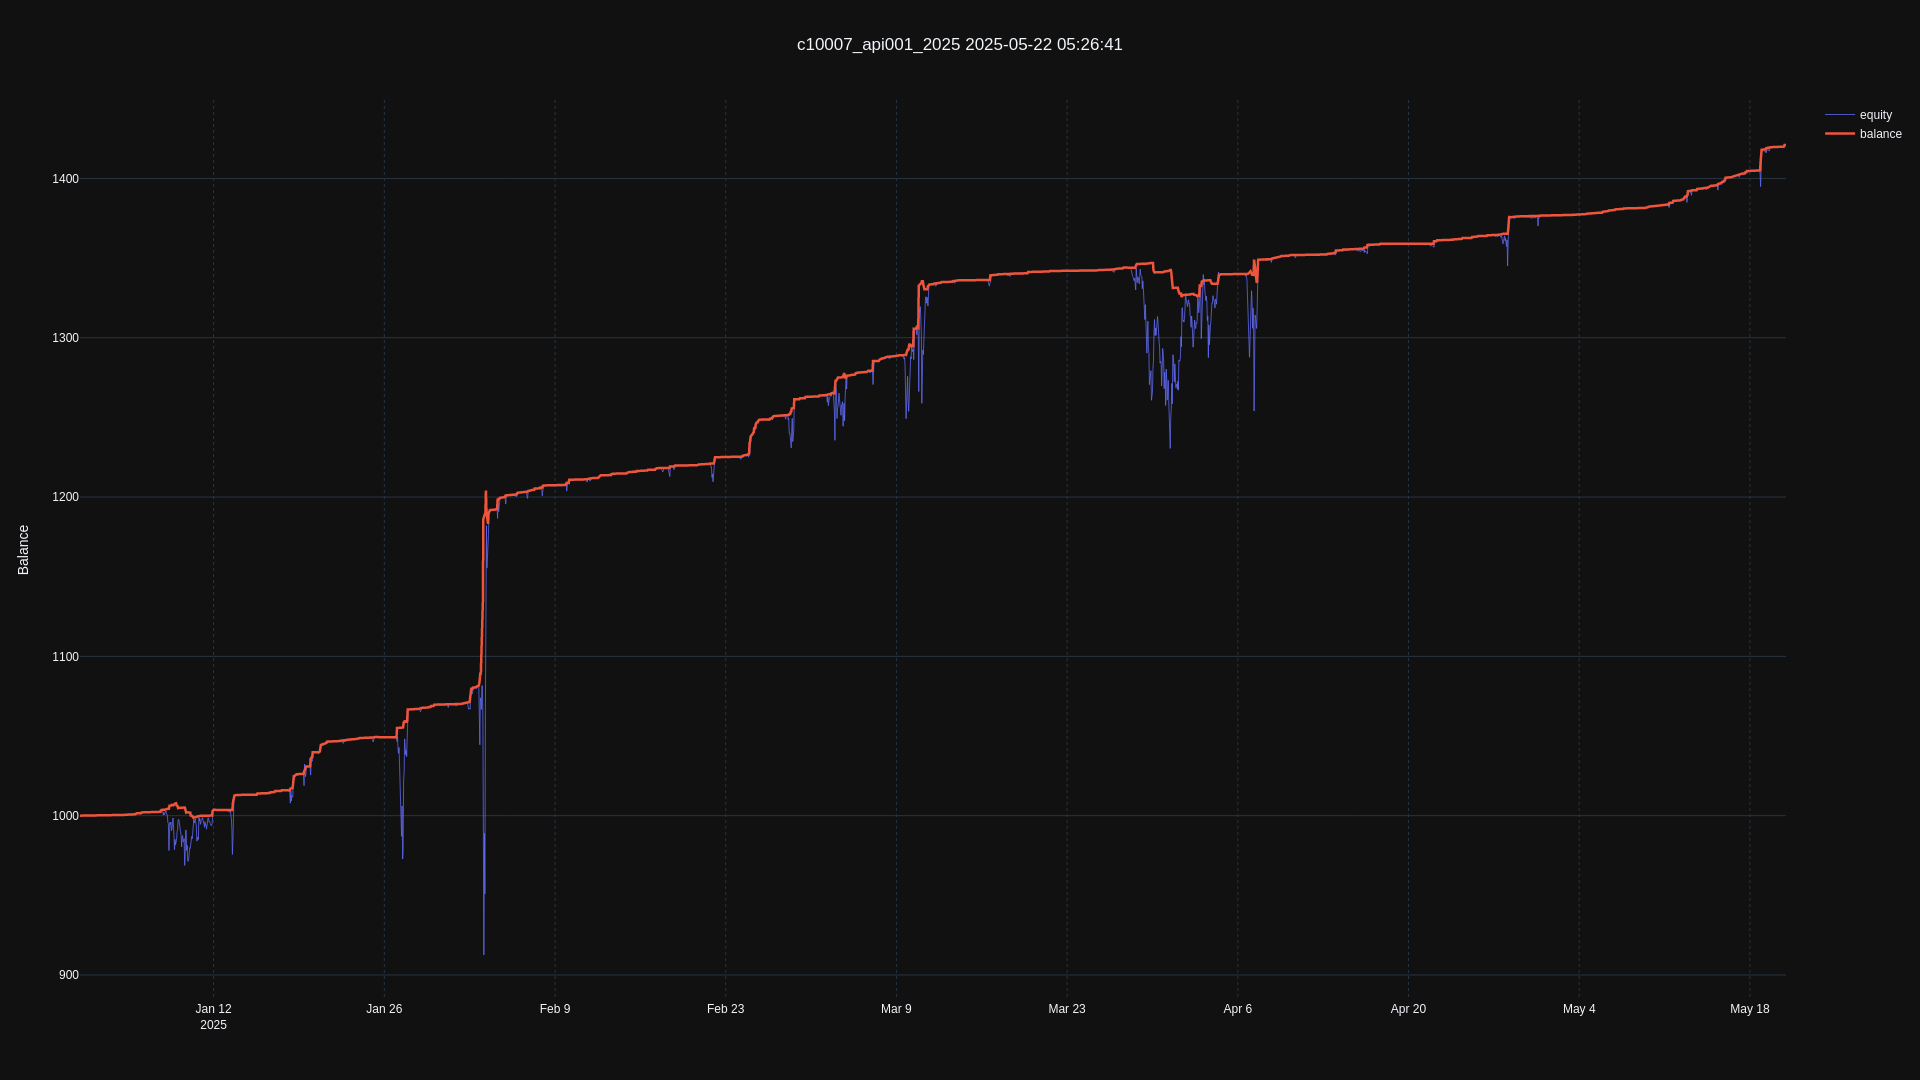 c10007_api001_2025 2025-05-22 05:26:41
equity
balance
Balance
1400
1300
1200
1100
1000
900
Jan 12
2025
Jan 26
Feb 9
Feb 23
Mar 9
Mar 23
Apr 6
Apr 20
May 4
May 18